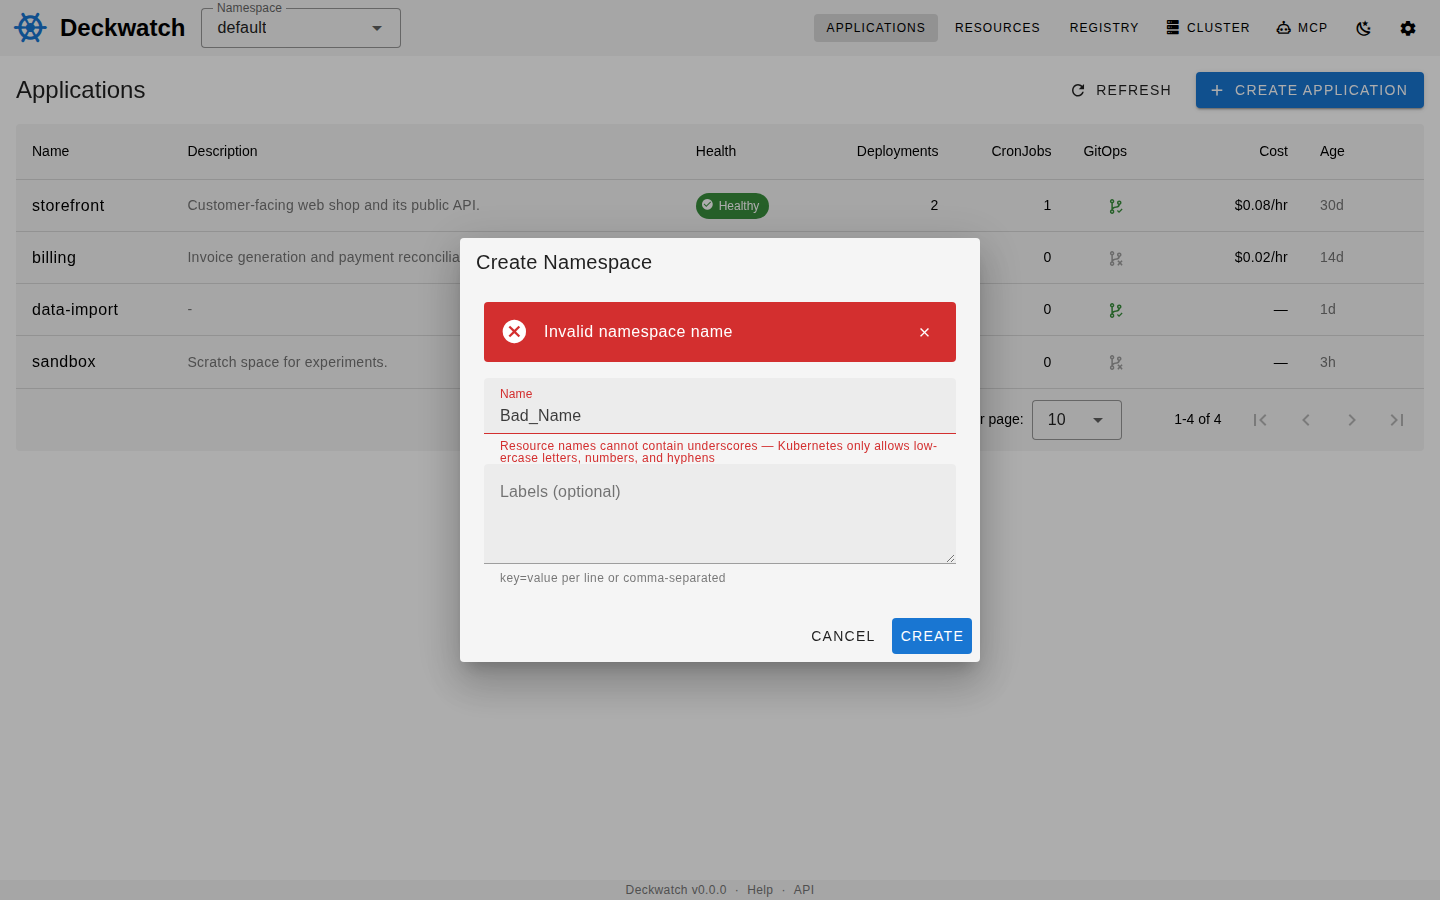 Deckwatch
Namespace
default
APPLICATIONS
RESOURCES
REGISTRY
CLUSTER
MCP
Applications
REFRESH
CREATE APPLICATION
Name Description Health Deployments CronJobs GitOps Cost Age
storefront Customer-facing web shop and its public API. Healthy 2 1 $0.08/hr 30d
billing Invoice generation and payment 0 $0.02/hr 14d
data-import - 0 — 1d
sandbox Scratch space for experiments. 0 — 3h
page: 10 1-4 of 4
Create Namespace
Invalid namespace name
Name
Bad_Name
Resource names cannot contain underscores — Kubernetes only allows low-
ercase letters, numbers, and hyphens
Labels (optional)
key=value per line or comma-separated
CANCEL
CREATE
Deckwatch v0.0.0 · Help · API